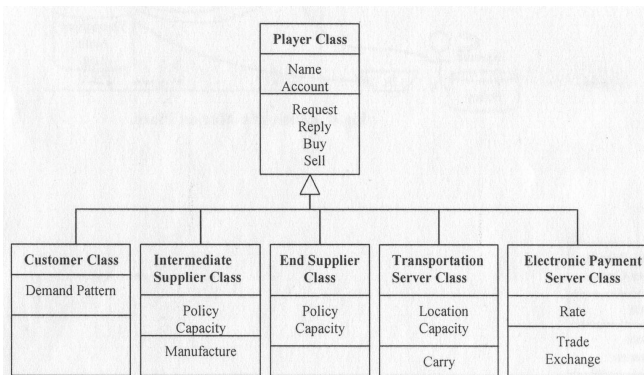 Player Class
Name
Account
Request
Reply
Buy
Sell
Customer Class
Demand Pattern
Intermediate
Supplier Class
Policy
Capacity
Manufacture
End Supplier
Class
Policy
Capacity
Transportation
Server Class
Location
Capacity
Carry
Electronic Payment
Server Class
Rate
Trade
Exchange